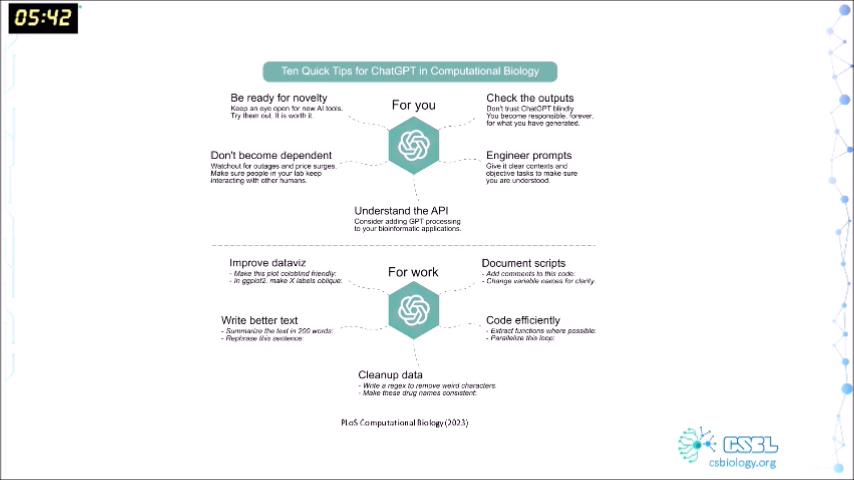 05:42
Ten Quick Tips for ChatGPT in Computational Biology
For you
Be ready for novelty
Keep an eye open for new AI tools.
Try them out. It is worth it.
Check the outputs
Don't trust ChatGPT blindly
You become responsible, forever,
for what you have generated.
Don't become dependent
Watchout for outages and price surges.
Make sure people in your lab keep
interacting with other humans.
Engineer prompts
Give it clear contexts and
objective tasks to make sure
you are understood.
Understand the API
Consider adding GPT processing
to your bioinformatic applications.
For work
Improve dataviz
- Make this plot coloblind friendly:
- In ggplot2, make X labels oblique:
Document scripts
- Add comments to this code:
- Change variable names for clarity.
Write better text
- Summarize the text in 200 words:
- Rephrase this sentence:
Code efficiently
- Extract functions where possible:
- Parallelize this loop:
Cleanup data
- Write a regex to remove weird characters.
- Make these drug names consistent:
PLoS Computational Biology (2023)
CSBL
csbiology.org